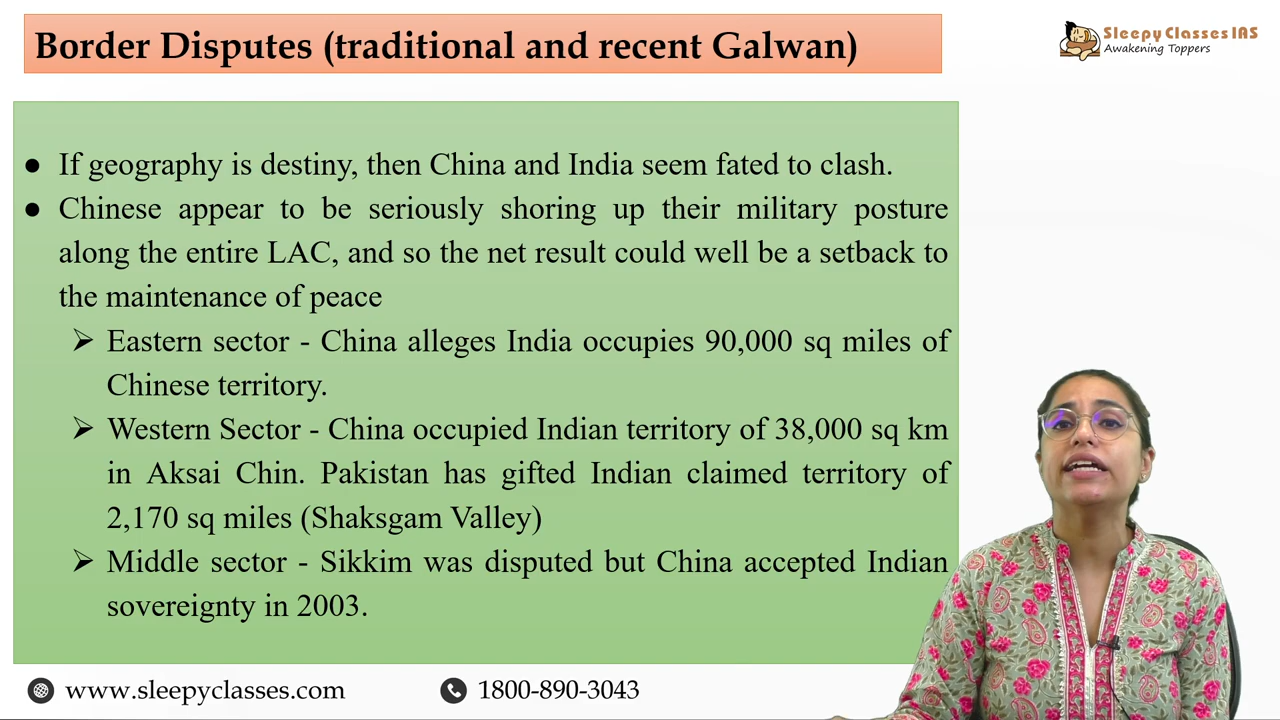 Border Disputes (traditional and recent Galwan)
Sleepy Classes IAS
Awakening Toppers
● If geography is destiny, then China and India seem fated to clash.
● Chinese appear to be seriously shoring up their military posture
along the entire LAC, and so the net result could well be a setback to
the maintenance of peace
➢ Eastern sector - China alleges India occupies 90,000 sq miles of
Chinese territory.
➢ Western Sector - China occupied Indian territory of 38,000 sq km
in Aksai Chin. Pakistan has gifted Indian claimed territory of
2,170 sq miles (Shaksgam Valley)
➢ Middle sector - Sikkim was disputed but China accepted Indian
sovereignty in 2003.
www.sleepyclasses.com
1800-890-3043